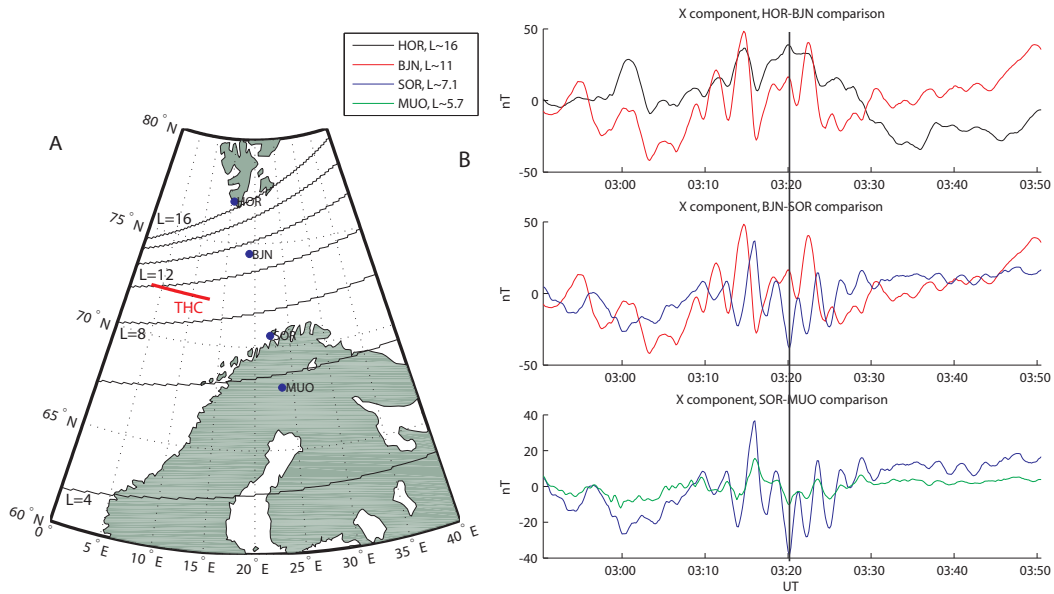 A
HOR, L~16
BJN, L~11
SOR, L~7.1
MUO, L~5.7
80 ° N
75 ° N
70 ° N
65 ° N
60 ° N
0 °
5 ° E
10 ° E
15 ° E
20 ° E
25 ° E
30 ° E
35 ° E
40 ° E
L=16
L=12
L=8
L=4
HOR
BJN
THC
SOR
MUO
B
X component, HOR-BJN comparison
nT
50
0
-50
03:00
03:10
03:20
03:30
03:40
03:50
X component, BJN-SOR comparison
nT
50
0
-50
03:00
03:10
03:20
03:30
03:40
03:50
X component, SOR-MUO comparison
nT
40
20
0
-20
-40
03:00
03:10
03:20
03:30
03:40
03:50
UT